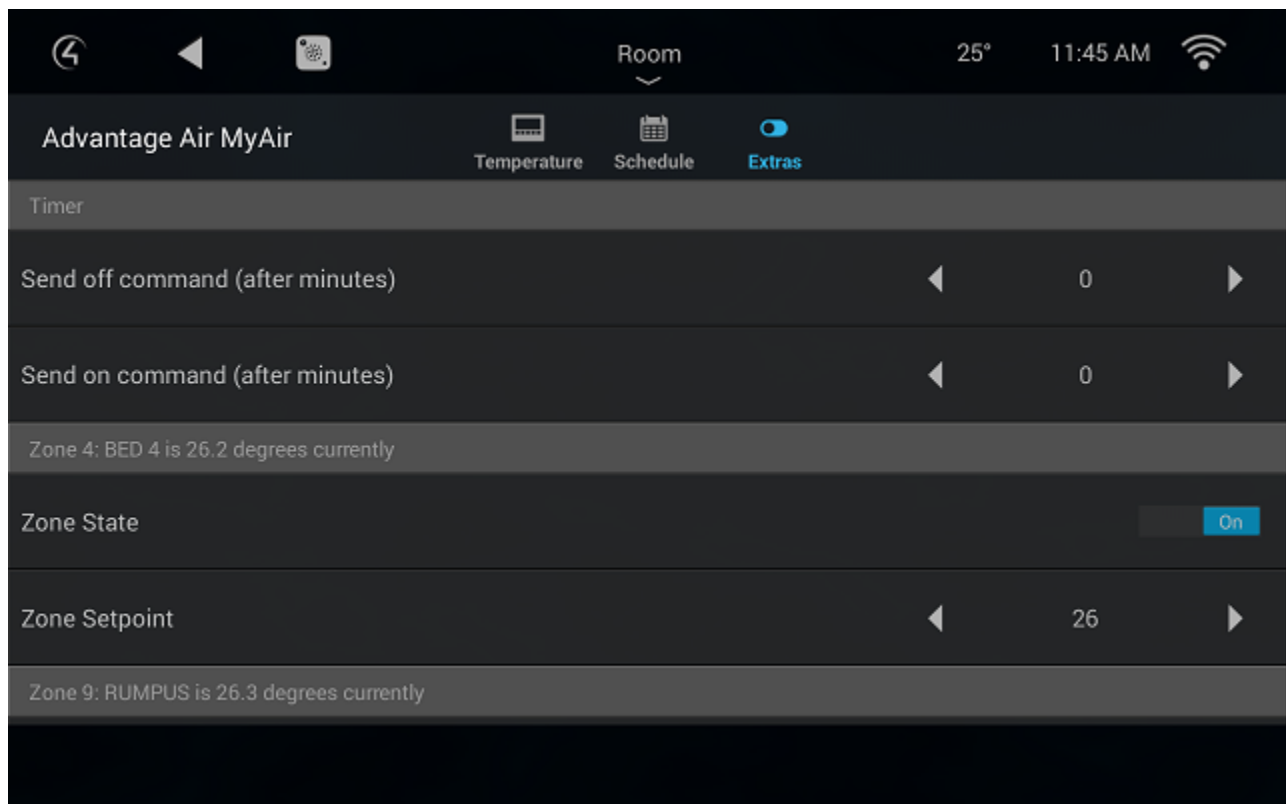 Room 25° 11:45 AM
Advantage Air MyAir
Temperature Schedule Extras
Timer
Send off command (after minutes) 0
Send on command (after minutes) 0
Zone 4: BED 4 is 26.2 degrees currently
Zone State On
Zone Setpoint 26
Zone 9: RUMPUS is 26.3 degrees currently